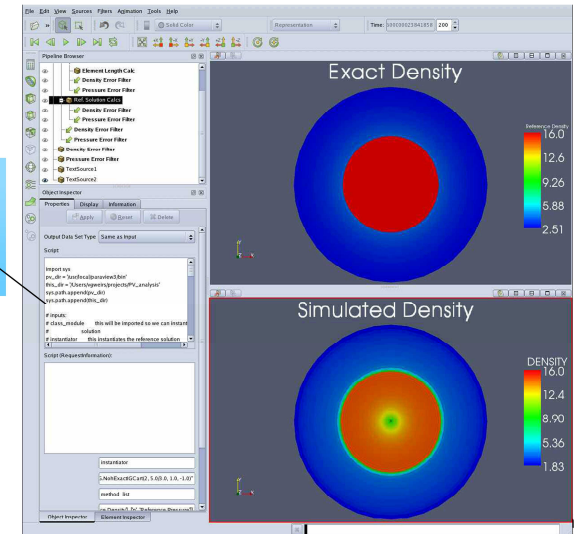 File Edit View Sources Filters Animation Tools Help
Solid Color
Representation
Time:
200
Pipeline Browser
Element Length Calc
Density Error Filter
Pressure Error Filter
Ref. Solution Calcs
Density Error Filter
Pressure Error Filter
Density Error Filter
Pressure Error Filter
Density Error Filter
Pressure Error Filter
TextSource1
TextSource2
Object Inspector
Properties Display Information
Apply Reset Delete
Output Data Set Type Same as Input
Script
import sys
pv_dir = '/usr/local/paraview3/bin'
this_dir = '/Users/vgweirs/projects/PV_analysis'
sys.path.append(pv_dir)
sys.path.append(this_dir)
# inputs:
# class_module this will be imported so we can instant
# solution
# instantiator this instantiates the reference solution
Script (RequestInformation):
instantiator
method_list
Object Inspector Element Inspector
Exact Density
Reference Density
16.0
12.6
9.26
5.88
2.51
Simulated Density
DENSITY
16.0
12.4
8.90
5.36
1.83